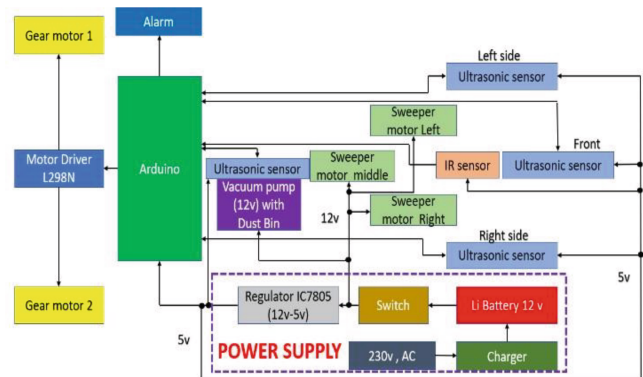 Alarm
Gear motor 1
Left side
Ultrasonic sensor
Sweeper
motor Left
Front
Motor Driver
L298N
Arduino
Ultrasonic sensor
Sweeper
motor middle
IR sensor
Ultrasonic sensor
Vacuum pump
(12v) with
Dust Bin
12v
Sweeper
motor Right
Right side
Ultrasonic sensor
5v
Gear motor 2
Regulator IC7805
(12v-5v)
Switch
Li Battery 12 v
5v
POWER SUPPLY
230v , AC
Charger